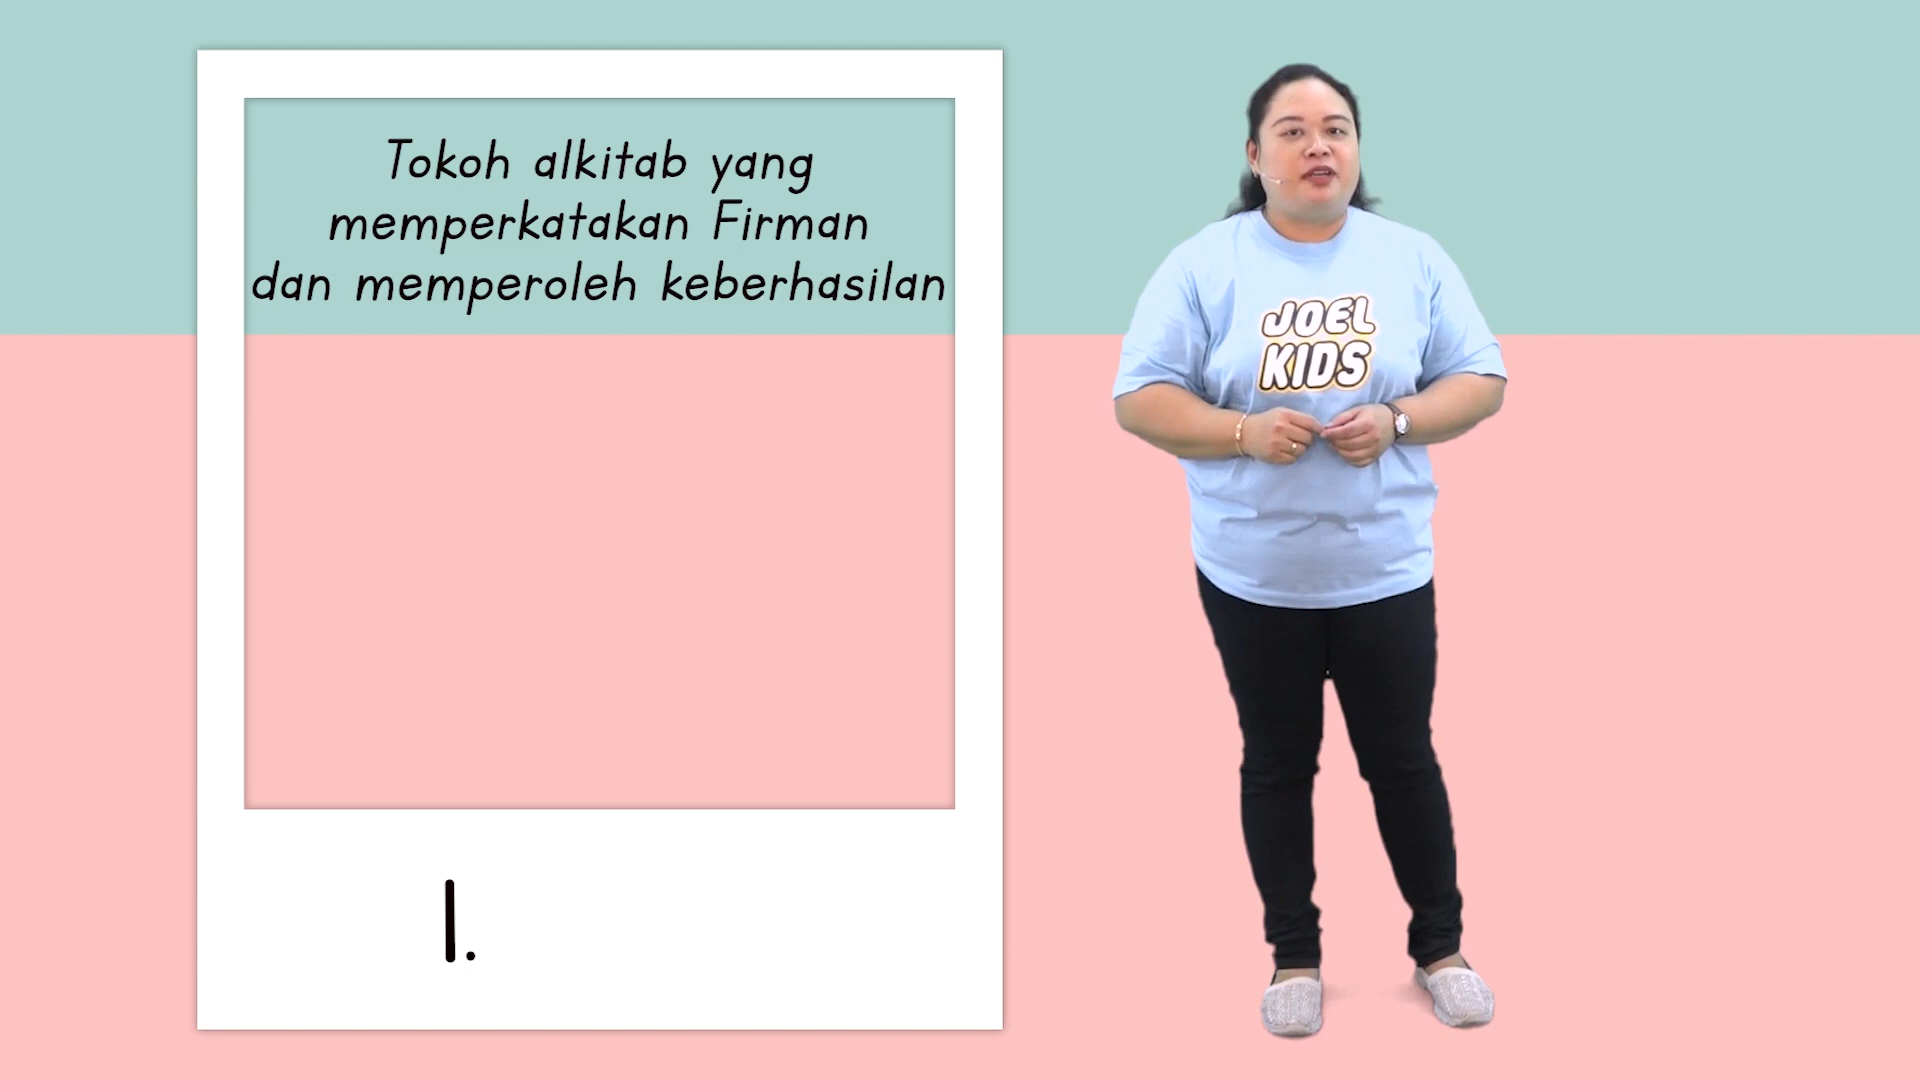 Tokoh alkitab yang
memperkatakan Firman
dan memperoleh keberhasilan
1.
JOEL
KIDS